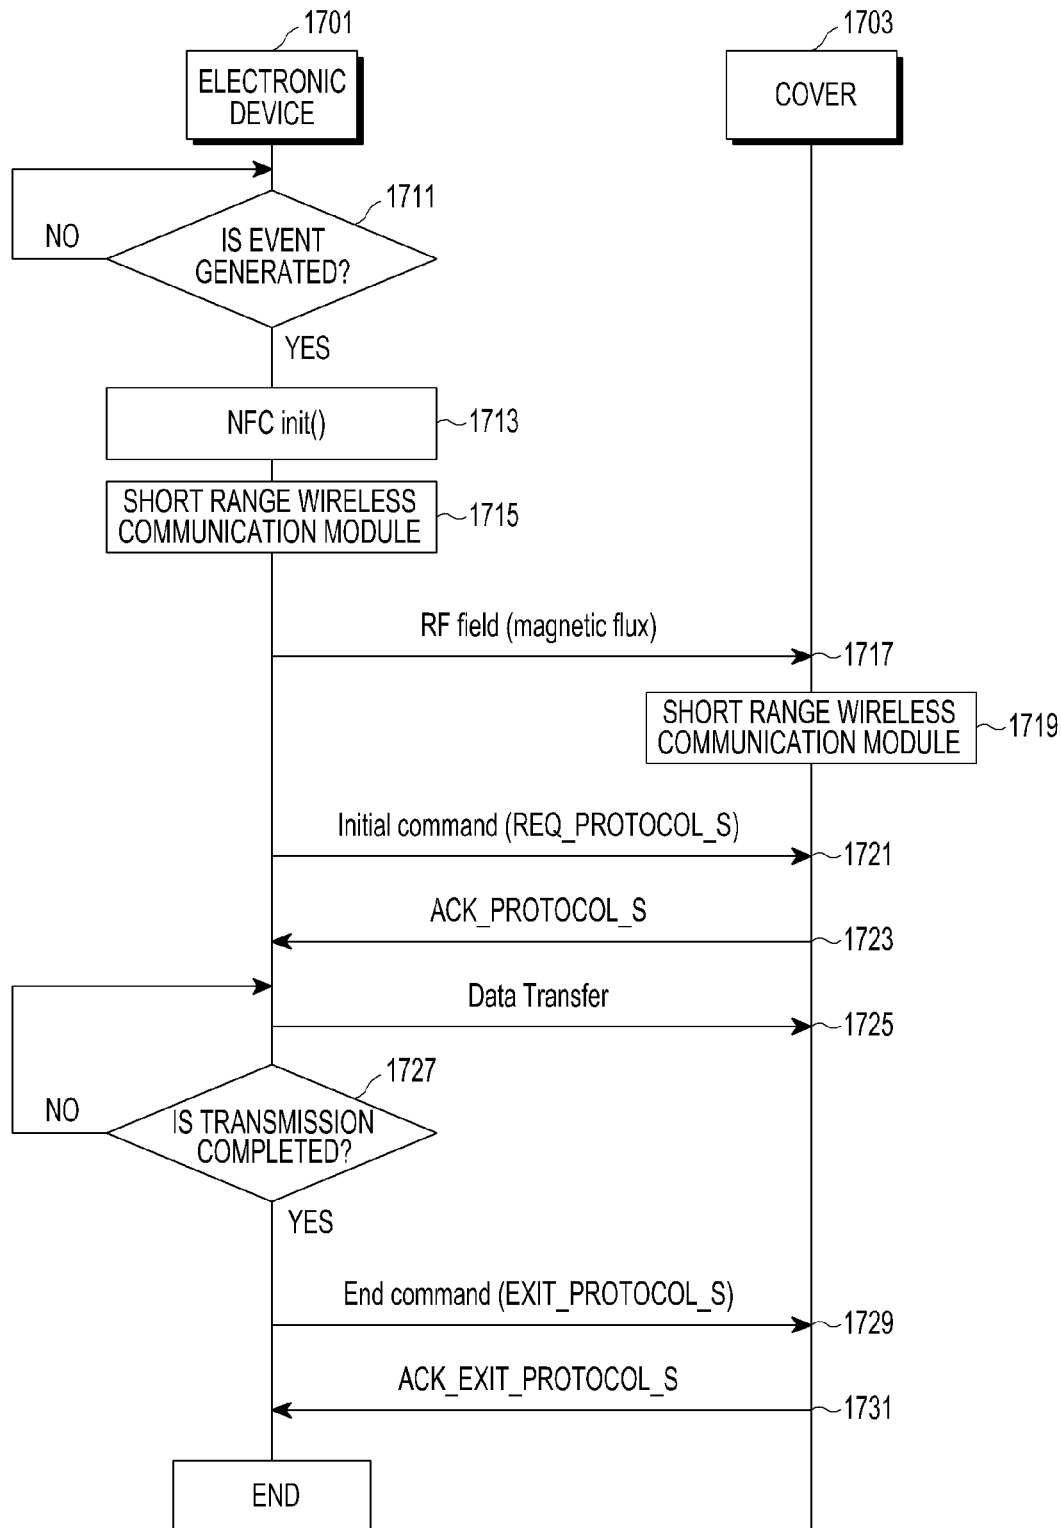 1701
1703
ELECTRONIC
DEVICE
COVER
1711
NO
IS EVENT
GENERATED?
YES
NFC init()
1713
SHORT RANGE WIRELESS
COMMUNICATION MODULE
1715
RF field (magnetic flux)
1717
SHORT RANGE WIRELESS
COMMUNICATION MODULE
1719
Initial command (REQ_PROTOCOL_S)
1721
ACK_PROTOCOL_S
1723
Data Transfer
1725
1727
NO
IS TRANSMISSION
COMPLETED?
YES
End command (EXIT_PROTOCOL_S)
1729
ACK_EXIT_PROTOCOL_S
1731
END